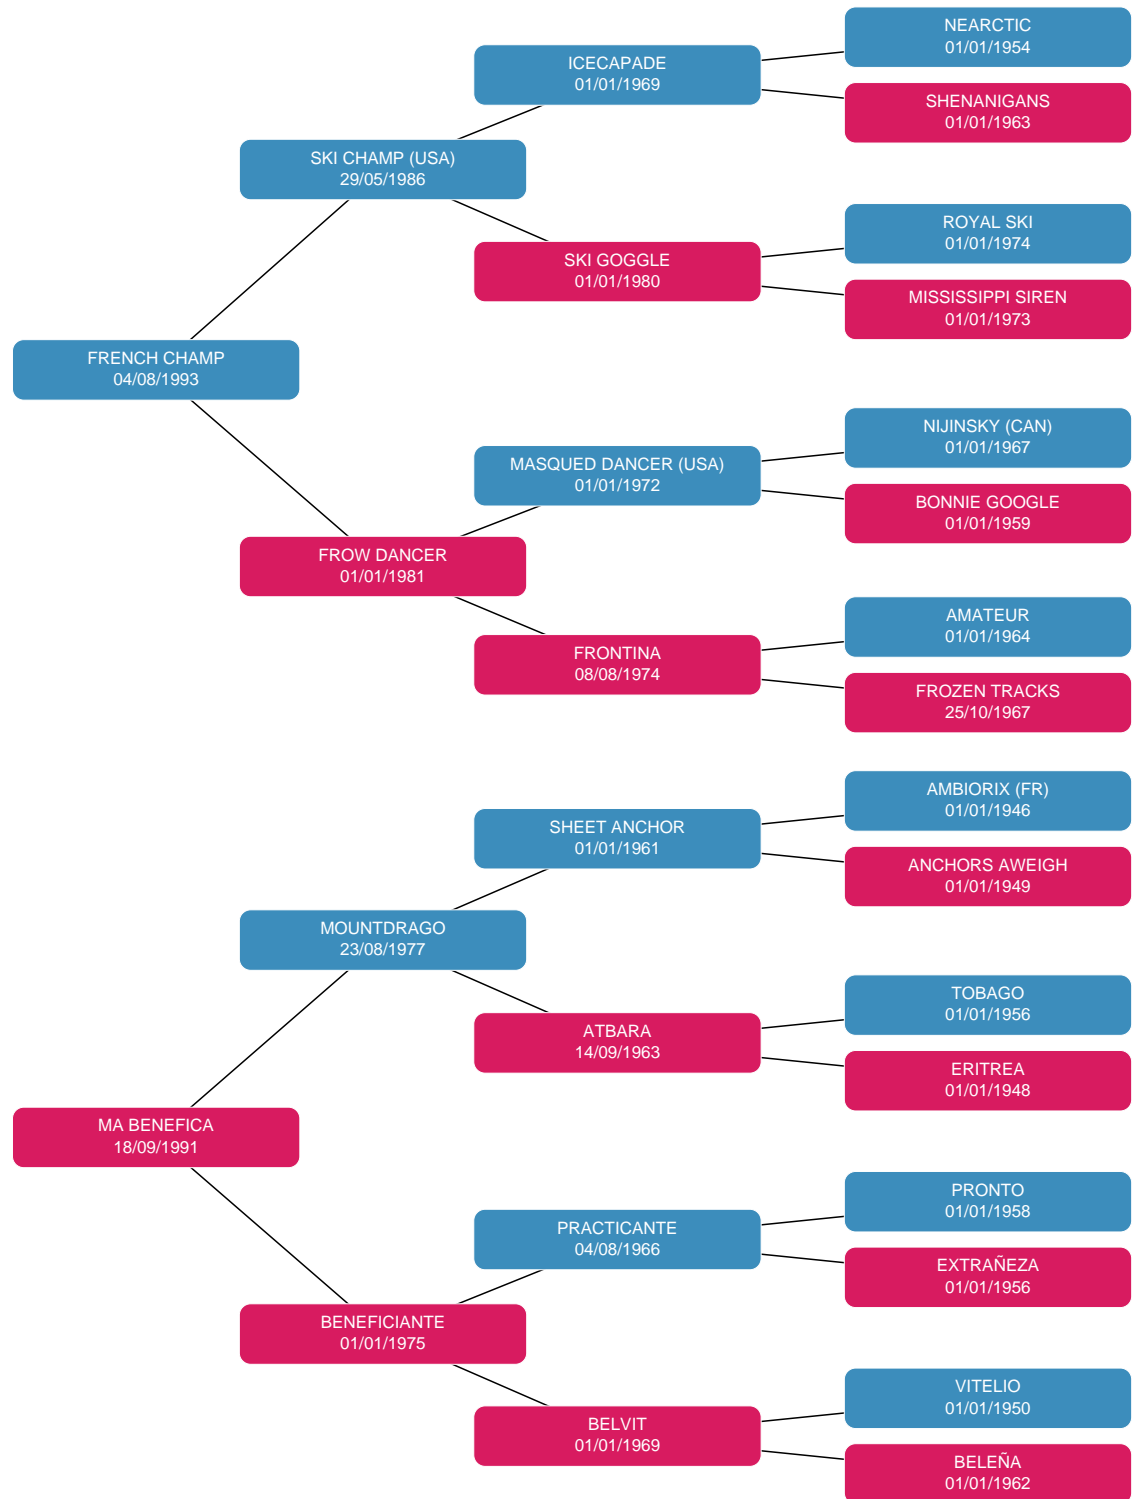 NEARCTIC
01/01/1954
ICECAPADE
01/01/1969
SHENANIGANS
01/01/1963
SKI CHAMP (USA)
29/05/1986
ROYAL SKI
01/01/1974
SKI GOGGLE
01/01/1980
MISSISSIPPI SIREN
01/01/1973
FRENCH CHAMP
04/08/1993
NIJINSKY (CAN)
01/01/1967
MASQUED DANCER (USA)
01/01/1972
BONNIE GOOGLE
01/01/1959
FROW DANCER
01/01/1981
AMATEUR
01/01/1964
FRONTINA
08/08/1974
FROZEN TRACKS
25/10/1967
AMBIORIX (FR)
01/01/1946
SHEET ANCHOR
01/01/1961
ANCHORS AWEIGH
01/01/1949
MOUNTDRAGO
23/08/1977
TOBAGO
01/01/1956
ATBARA
14/09/1963
ERITREA
01/01/1948
MA BENEFICA
18/09/1991
PRONTO
01/01/1958
PRACTICANTE
04/08/1966
EXTRAÑEZA
01/01/1956
BENEFICIANTE
01/01/1975
VITELIO
01/01/1950
BELVIT
01/01/1969
BELEÑA
01/01/1962